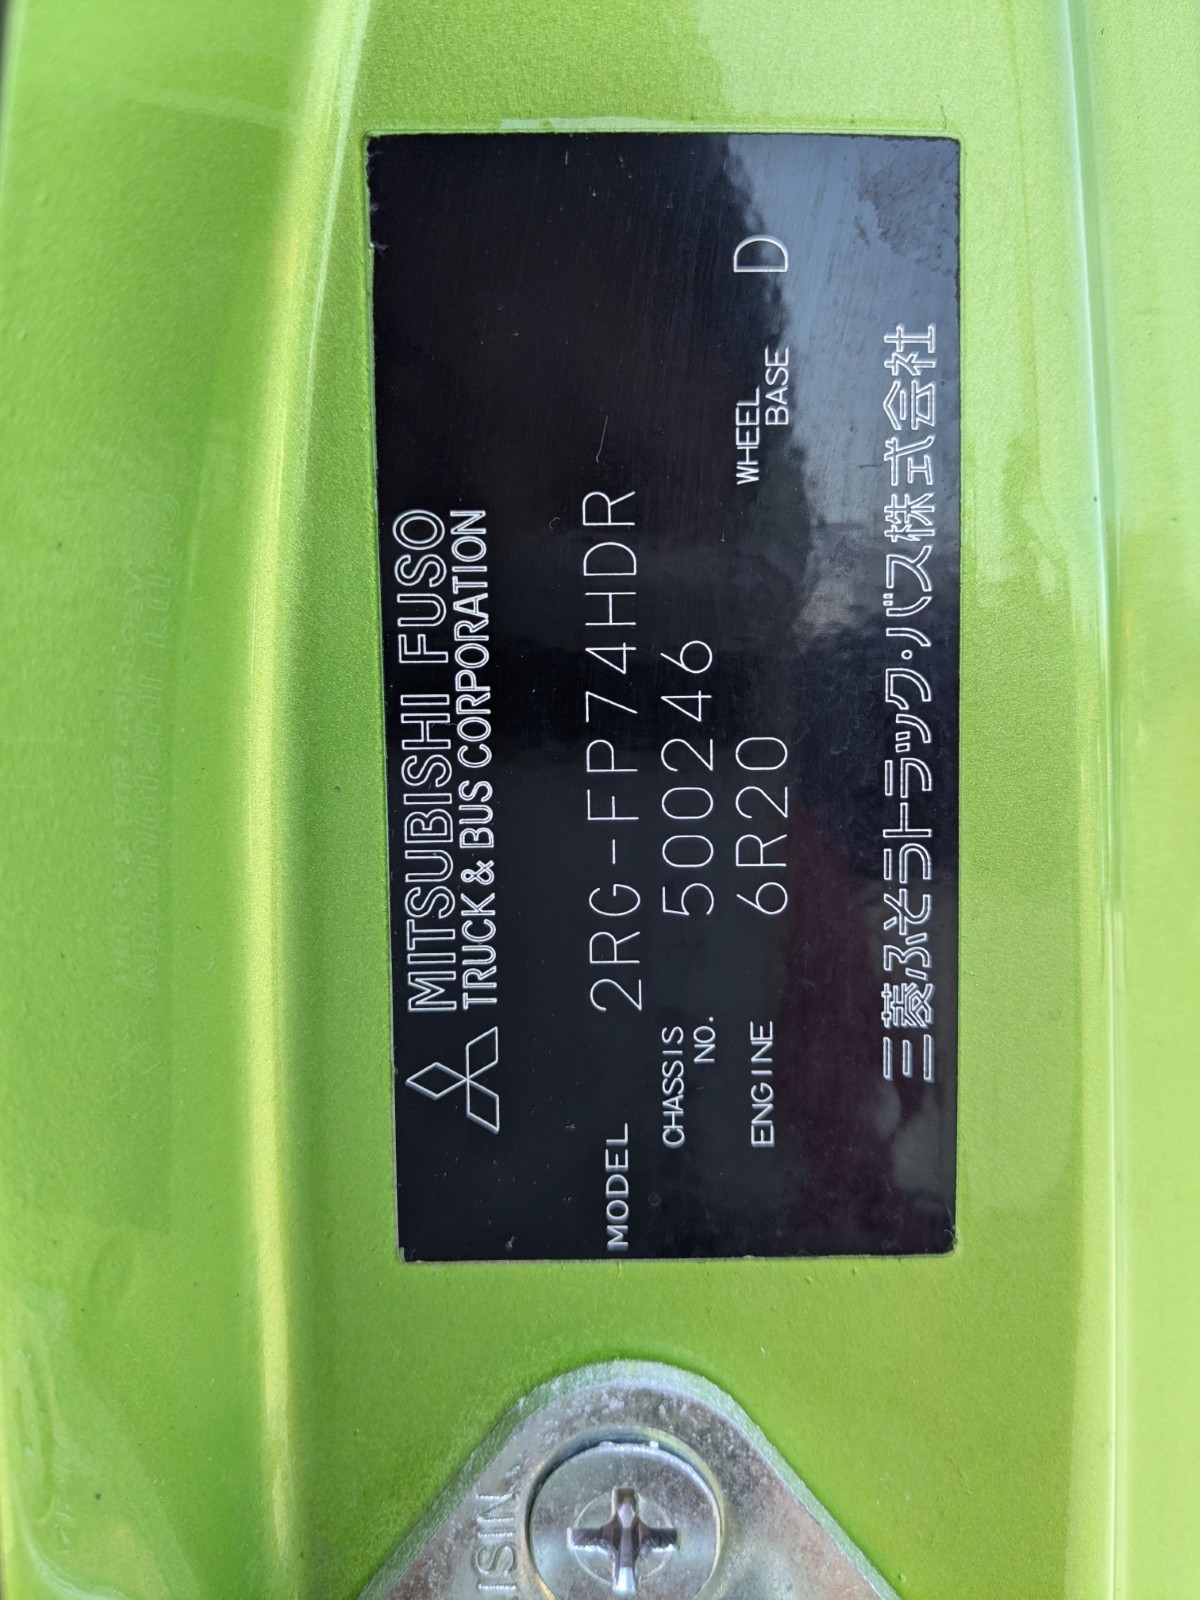 MITSUBISHI FUSO
TRUCK & BUS CORPORATION
MODEL 2RG-FP74HDR
CHASSIS NO. 500246
ENGINE 6R20 WHEEL BASE D
三菱ふそうトラック・バス株式会社
ISIN